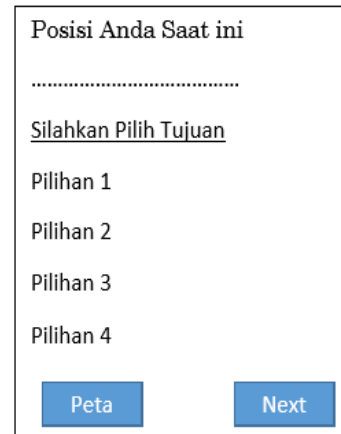 Posisi Anda Saat ini
.......................................
Silahkan Pilih Tujuan
Pilihan 1
Pilihan 2
Pilihan 3
Pilihan 4
Peta Next